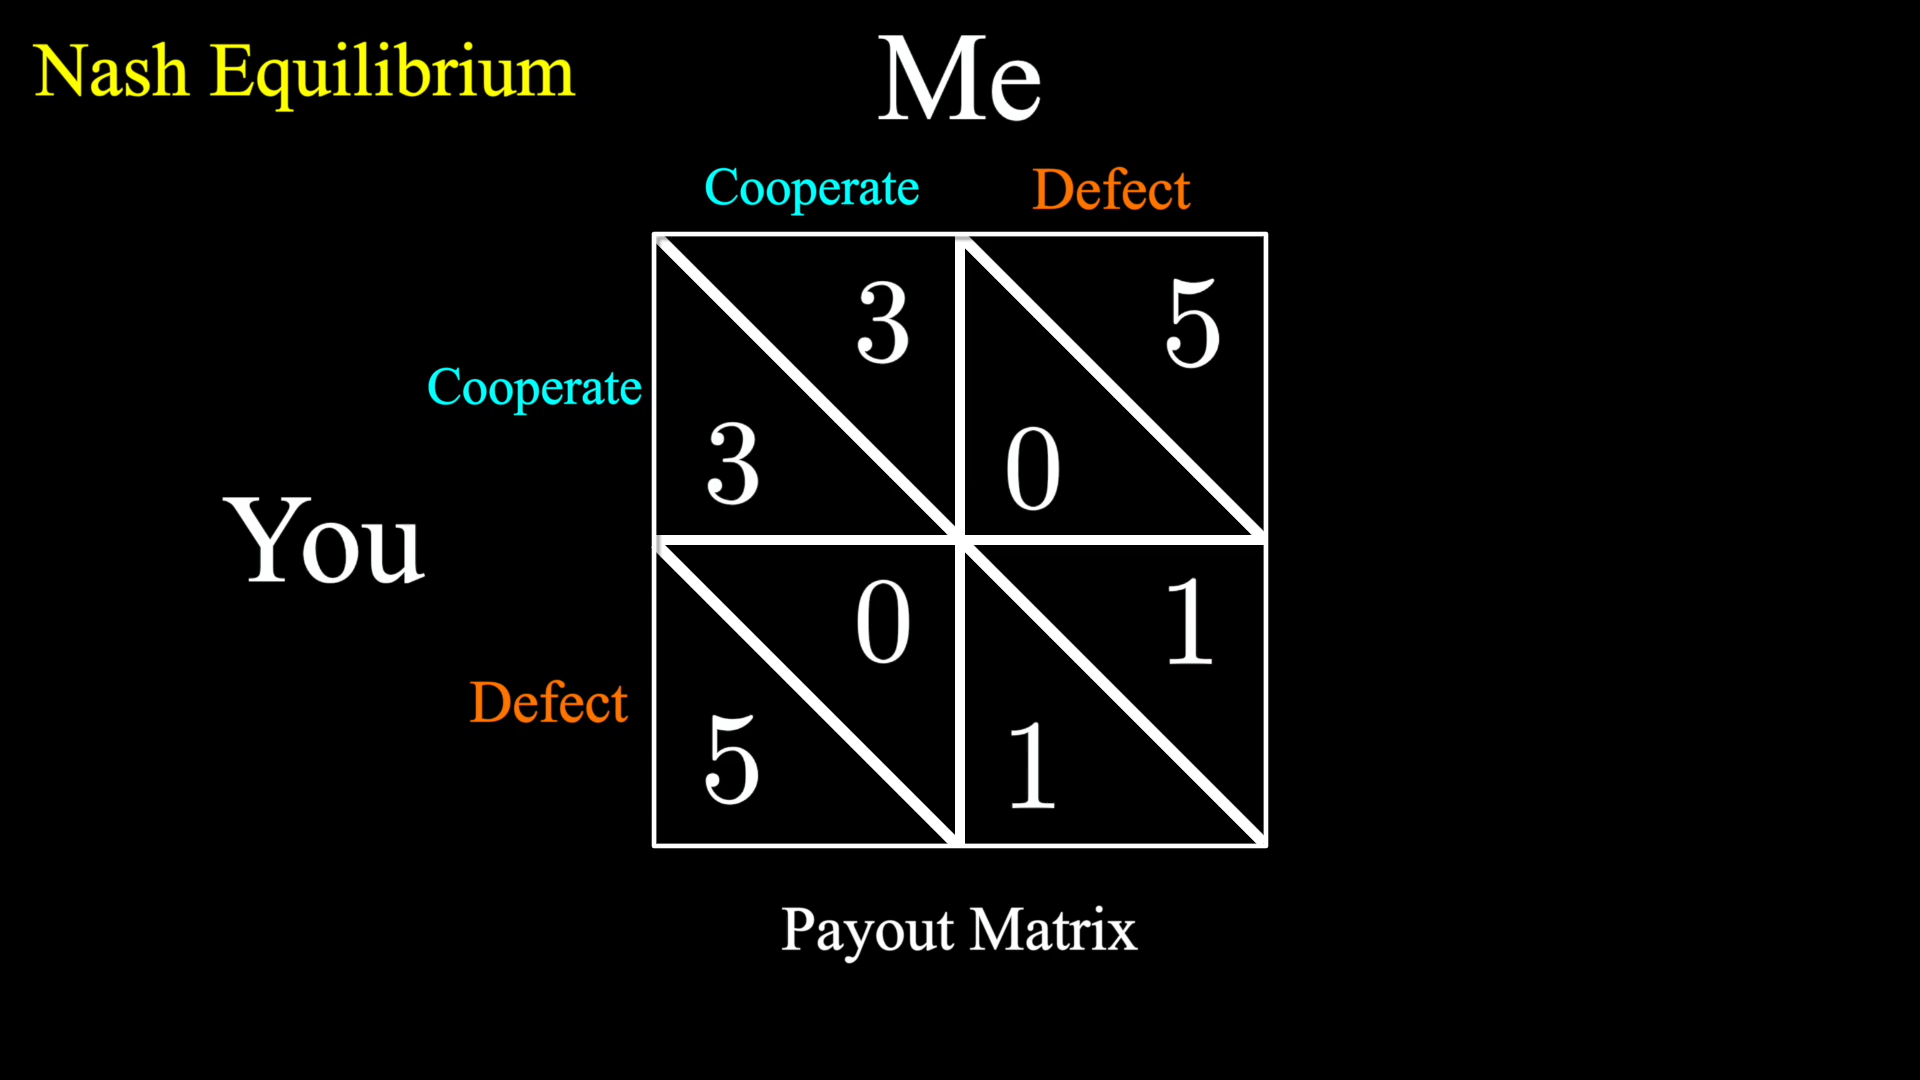 Nash Equilibrium
Me
Cooperate Defect
3 5
Cooperate
3 0
You
0 1
Defect
5 1
Payout Matrix